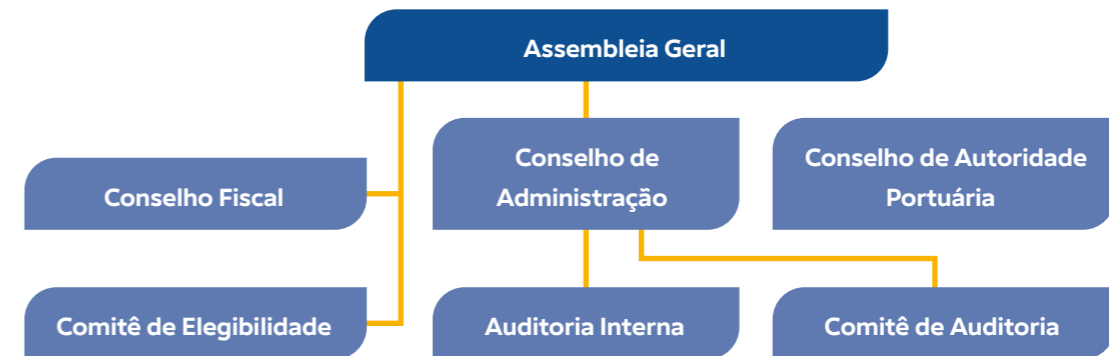 Assembleia Geral
Conselho Fiscal
Conselho de
Administração
Conselho de Autoridade
Portuária
Comitê de Elegibilidade
Auditoria Interna
Comitê de Auditoria